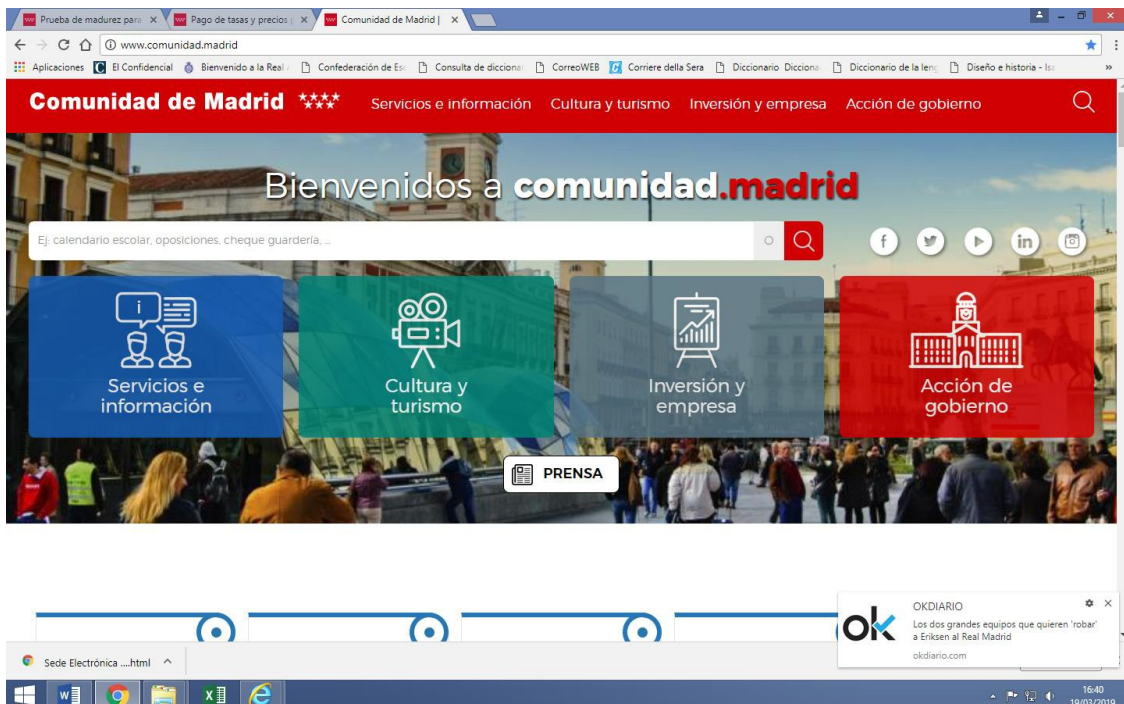 Prueba de madurez para
Pago de tasas y precios p
Comunidad de Madrid |
www.comunidad.madrid
Aplicaciones
El Confidencial
Bienvenido a la Real
Confederación de Es
Consulta de dicciona
CorreoWEB
Corriere della Sera
Diccionario Dicciona
Diccionario de la leng
Diseño e historia - Isa
»
Comunidad de Madrid
Servicios e información
Cultura y turismo
Inversión y empresa
Acción de gobierno
Bienvenidos a comunidad.madrid
Ej: calendario escolar, oposiciones, cheque guardería, ...
Servicios e
información
Cultura y
turismo
Inversión y
empresa
Acción de
gobierno
PRENSA
OKDIARIO
ok
Los dos grandes equipos que quieren 'robar'
a Eriksen al Real Madrid
okdiario.com
Sede Electrónica ....html
16:40
19/03/2019